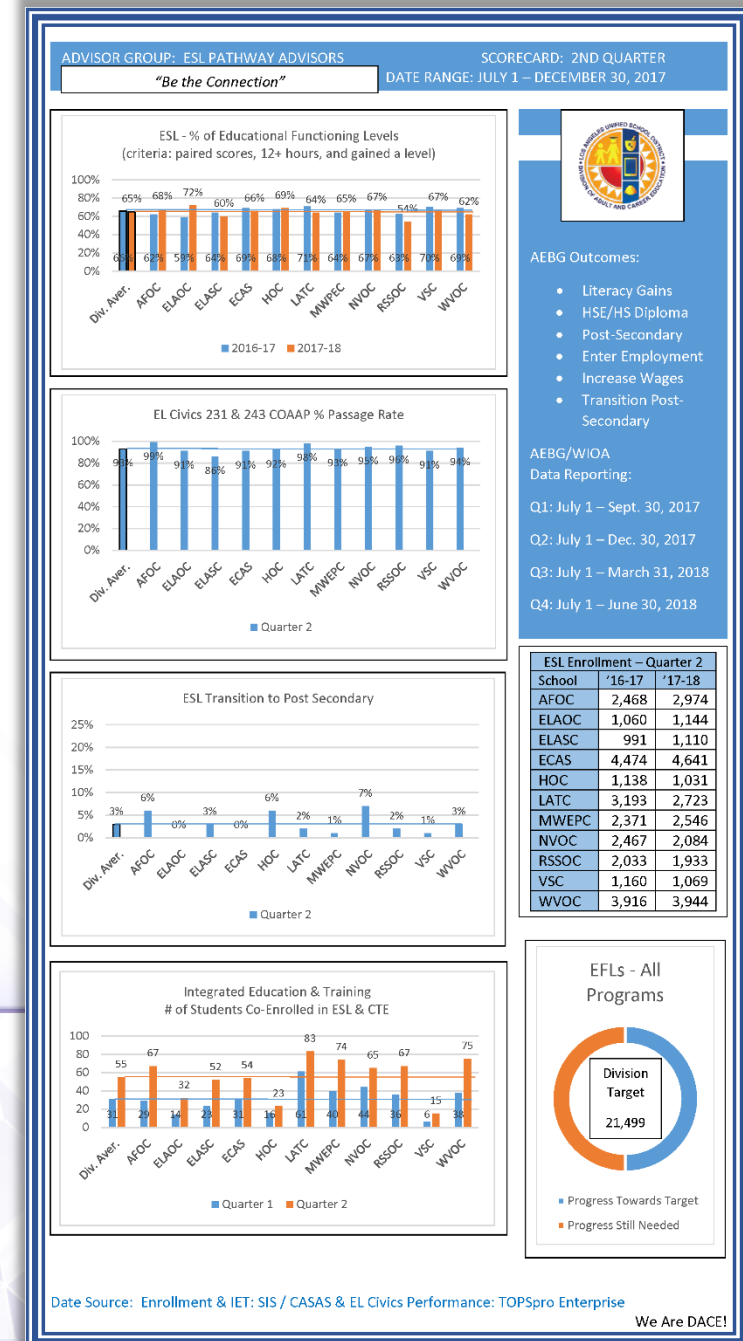 ADVISOR GROUP: ESL PATHWAY ADVISORS
SCORECARD: 2ND QUARTER
"Be the Connection"
DATE RANGE: JULY 1 – DECEMBER 30, 2017
ESL - % of Educational Functioning Levels
(criteria: paired scores, 12+ hours, and gained a level)
100%
80%
60%
40%
20%
0%
65% 68% 72% 60% 66% 69% 64% 65% 67% 54% 67% 62%
62% 59% 64% 69% 68% 71% 64% 67% 63% 70% 69%
Div. Aver. AFOC ELAOC ELASC ECAS HOC LATC MWPEC NVOC RSSOC VSC WVOC
2016-17 2017-18
EL Civics 231 & 243 COAAP % Passage Rate
100%
80%
60%
40%
20%
0%
93% 99% 91% 86% 91% 92% 98% 93% 95% 96% 91% 94%
Div. Aver. AFOC ELAOC ELASC ECAS HOC LATC MWEPC NVOC RSSOC VSC WVOC
Quarter 2
ESL Transition to Post Secondary
25%
20%
15%
10%
5%
0%
3% 6% 0% 3% 0% 6% 2% 1% 7% 2% 1% 3%
Div. Aver. AFOC ELAOC ELASC ECAS HOC LATC MWEPC NVOC RSSOC VSC WVOC
Quarter 2
Integrated Education & Training
# of Students Co-Enrolled in ESL & CTE
100
80
60
40
20
0
55 67 32 52 54 23 83 74 65 67 15 75
31 29 14 23 31 16 61 40 44 36 6 38
Div. Aver. AFOC ELAOC ELASC ECAS HOC LATC MWEPC NVOC RSSOC VSC WVOC
Quarter 1 Quarter 2
LOS ANGELES UNIFIED SCHOOL DISTRICT
DIVISION OF ADULT AND CAREER EDUCATION
AEBG Outcomes:
• Literacy Gains
• HSE/HS Diploma
• Post-Secondary
• Enter Employment
• Increase Wages
• Transition Post-
Secondary
AEBG/WIOA
Data Reporting:
Q1: July 1 – Sept. 30, 2017
Q2: July 1 – Dec. 30, 2017
Q3: July 1 – March 31, 2018
Q4: July 1 – June 30, 2018
ESL Enrollment – Quarter 2
School '16-17 '17-18
AFOC 2,468 2,974
ELAOC 1,060 1,144
ELASC 991 1,110
ECAS 4,474 4,641
HOC 1,138 1,031
LATC 3,193 2,723
MWEPC 2,371 2,546
NVOC 2,467 2,084
RSSOC 2,033 1,933
VSC 1,160 1,069
WVOC 3,916 3,944
EFLs - All
Programs
Division
Target
21,499
Progress Towards Target
Progress Still Needed
Date Source: Enrollment & IET: SIS / CASAS & EL Civics Performance: TOPSpro Enterprise
We Are DACE!